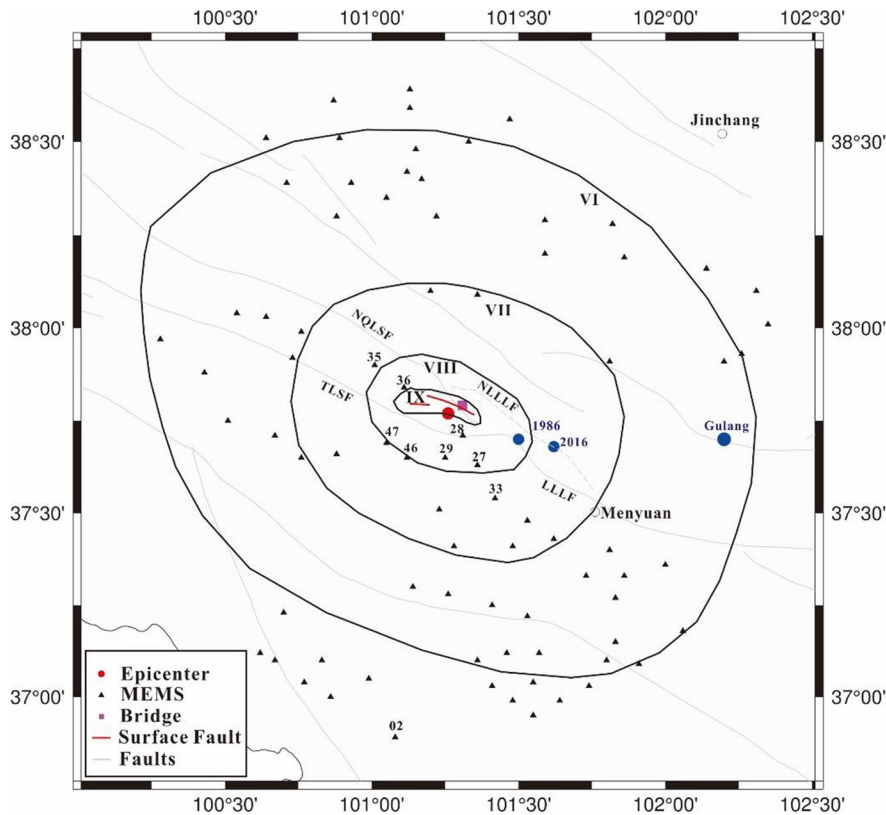 100°30' 101°00' 101°30' 102°00' 102°30'
Jinchang
38°30' 38°30'
VI
VII
38°00' 38°00'
NQLSF
35
VIII
36
TLSF
IX
NLLLF
1986
Gulang
28
47
2016
46
29
27
LLLF
33
37°30' 37°30'
Menyuan
Epicenter
MEMS
Bridge
Surface Fault
Faults
37°00' 37°00'
02
100°30' 101°00' 101°30' 102°00' 102°30'